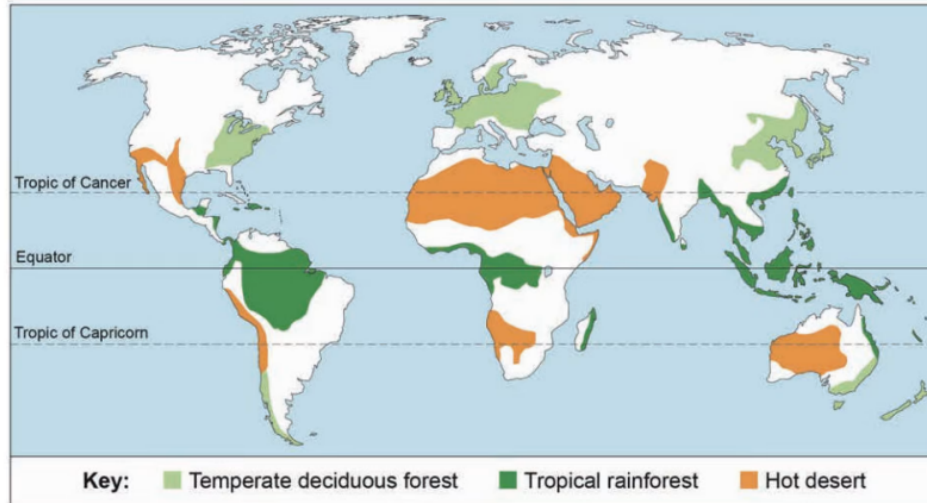 Tropic of Cancer
Equator
Tropic of Capricorn
Key: Temperate deciduous forest Tropical rainforest Hot desert